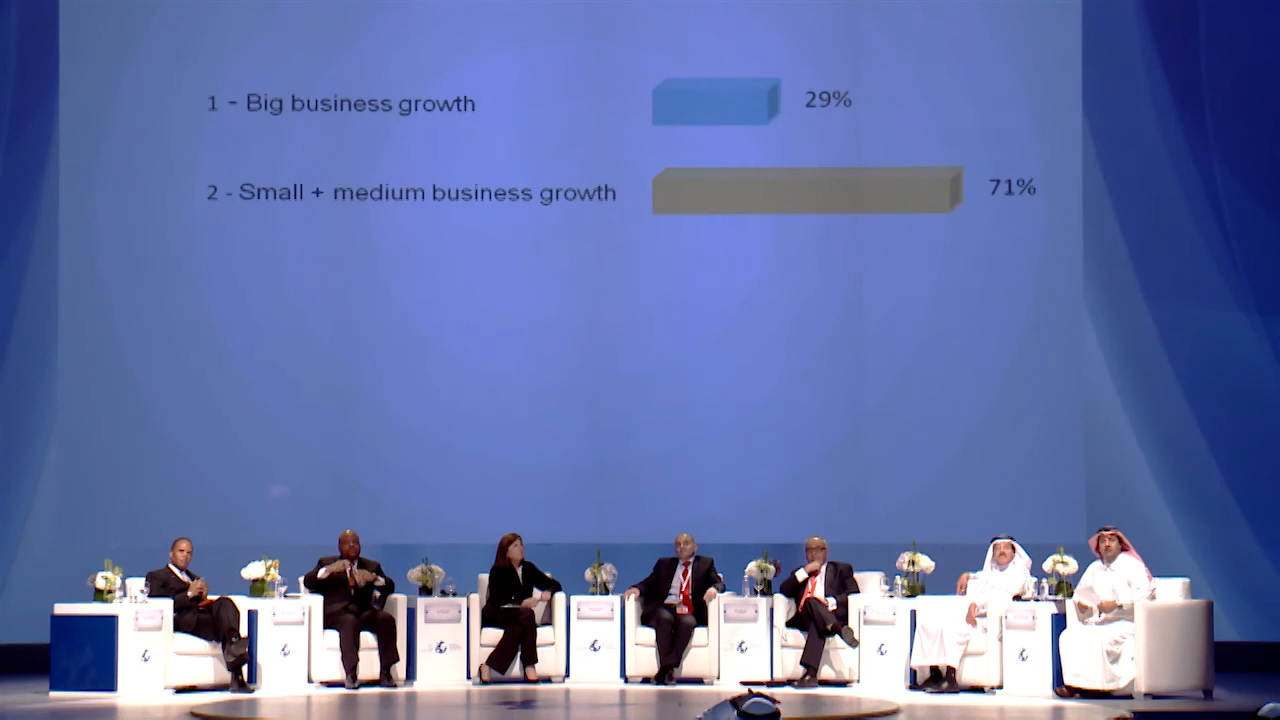 1 - Big business growth 29%
2 - Small + medium business growth 71%